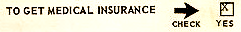 TO GET MEDICAL INSURANCE
X
CHECK YES